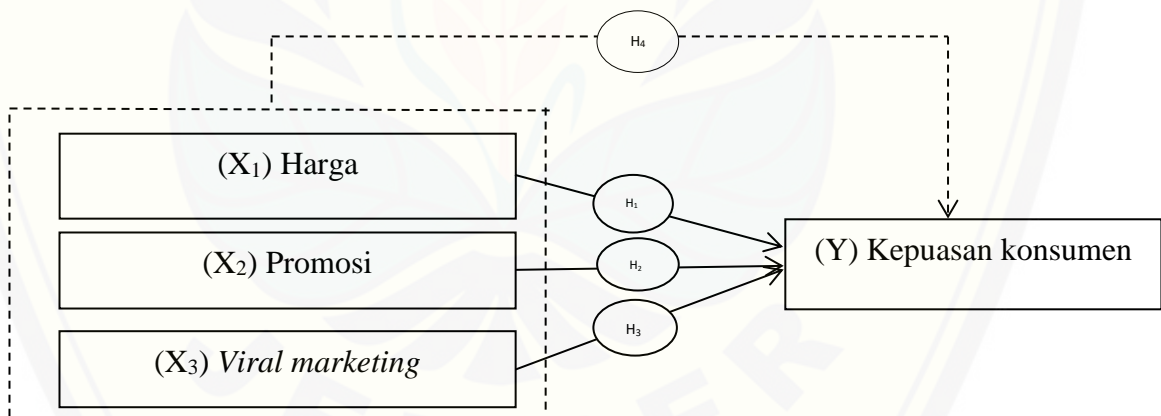 H₄
(X₁) Harga
H₁
(X₂) Promosi
H₂
(Y) Kepuasan konsumen
H₃
(X₃) Viral marketing